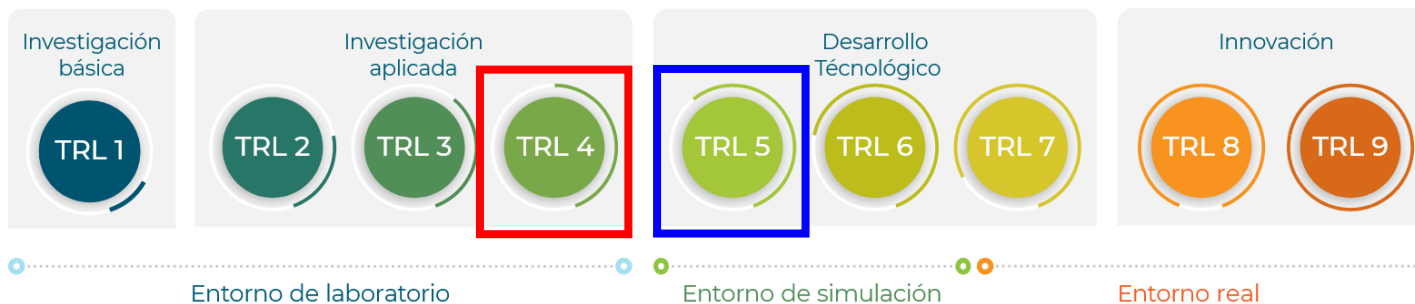 Investigación
básica
TRL 1
Investigación
aplicada
TRL 2
TRL 3
TRL 4
Desarrollo
Técnológico
TRL 5
TRL 6
TRL 7
Innovación
TRL 8
TRL 9
Entorno de laboratorio
Entorno de simulación
Entorno real